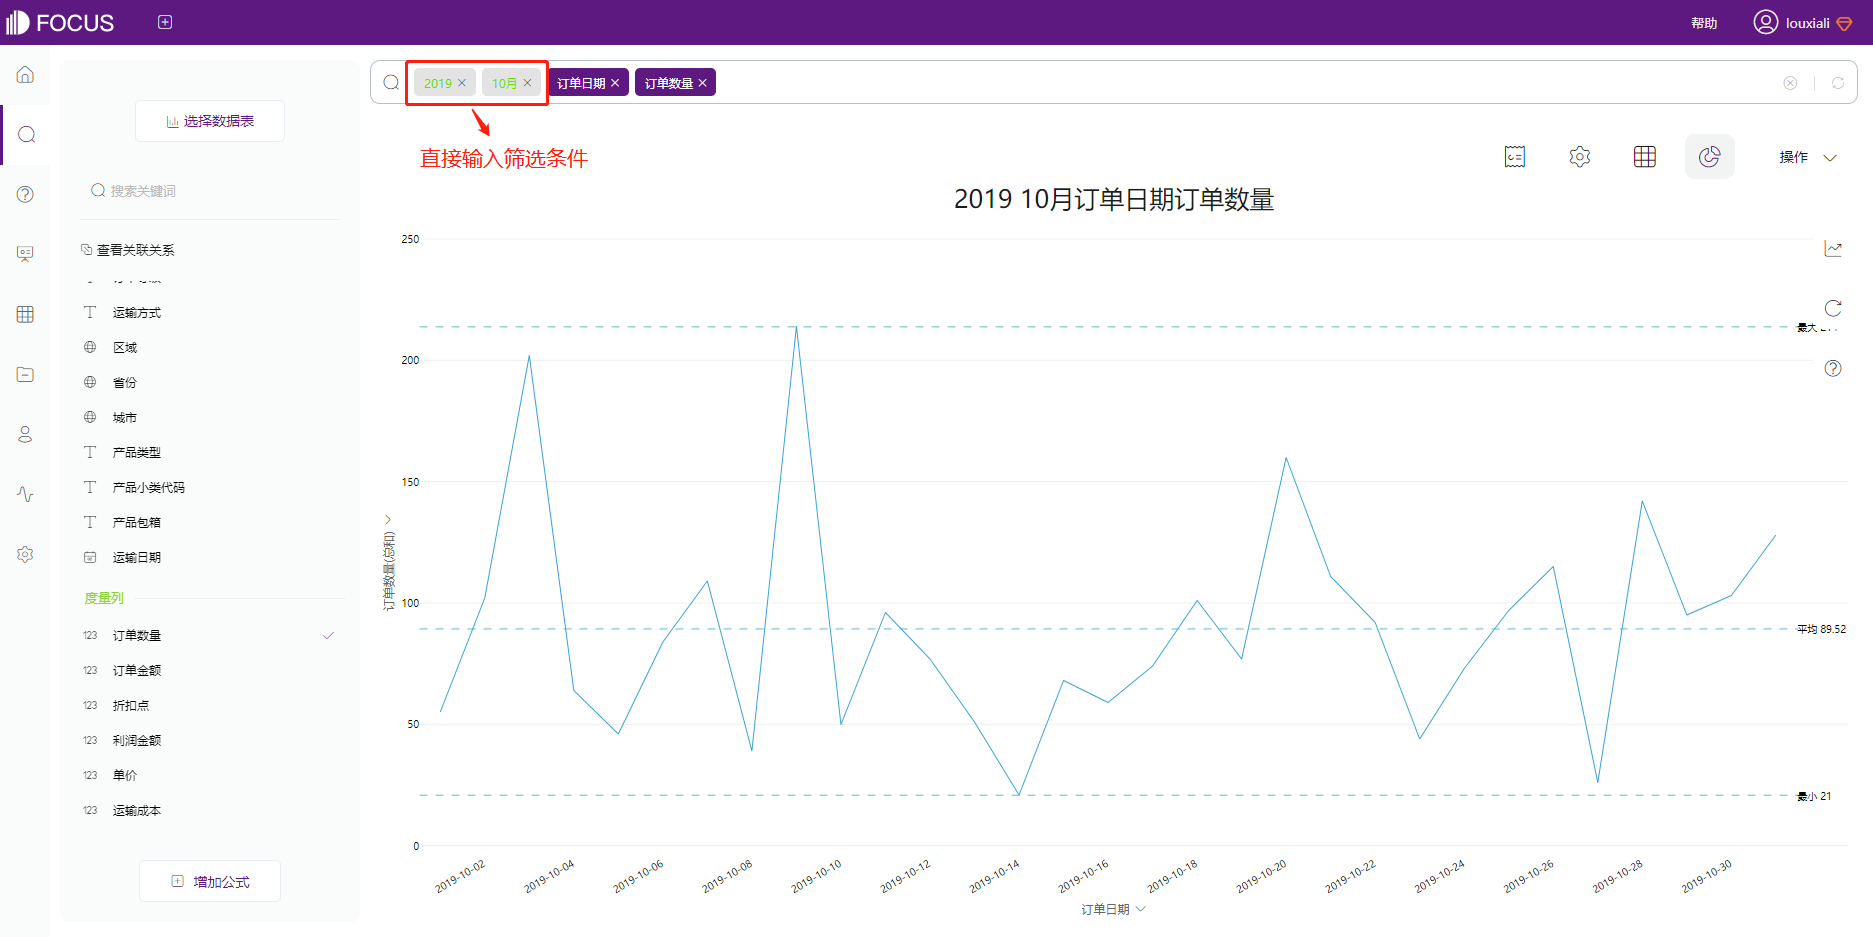 FOCUS
帮助
louxiali
2019
10月
订单日期
订单数量
直接输入筛选条件
选择数据表
搜索关键词
查看关联关系
运输方式
区域
省份
城市
产品类型
产品小类代码
产品包箱
运输日期
度量列
123 订单数量
123 订单金额
123 折扣点
123 利润金额
123 单价
123 运输成本
增加公式
操作
2019 10月订单日期订单数量
250
200
150
100
50
0
订单数量(总和)
最大
平均 89.52
最小 21
2019-10-02
2019-10-04
2019-10-06
2019-10-08
2019-10-10
2019-10-12
2019-10-14
2019-10-16
2019-10-18
2019-10-20
2019-10-22
2019-10-24
2019-10-26
2019-10-28
2019-10-30
订单日期